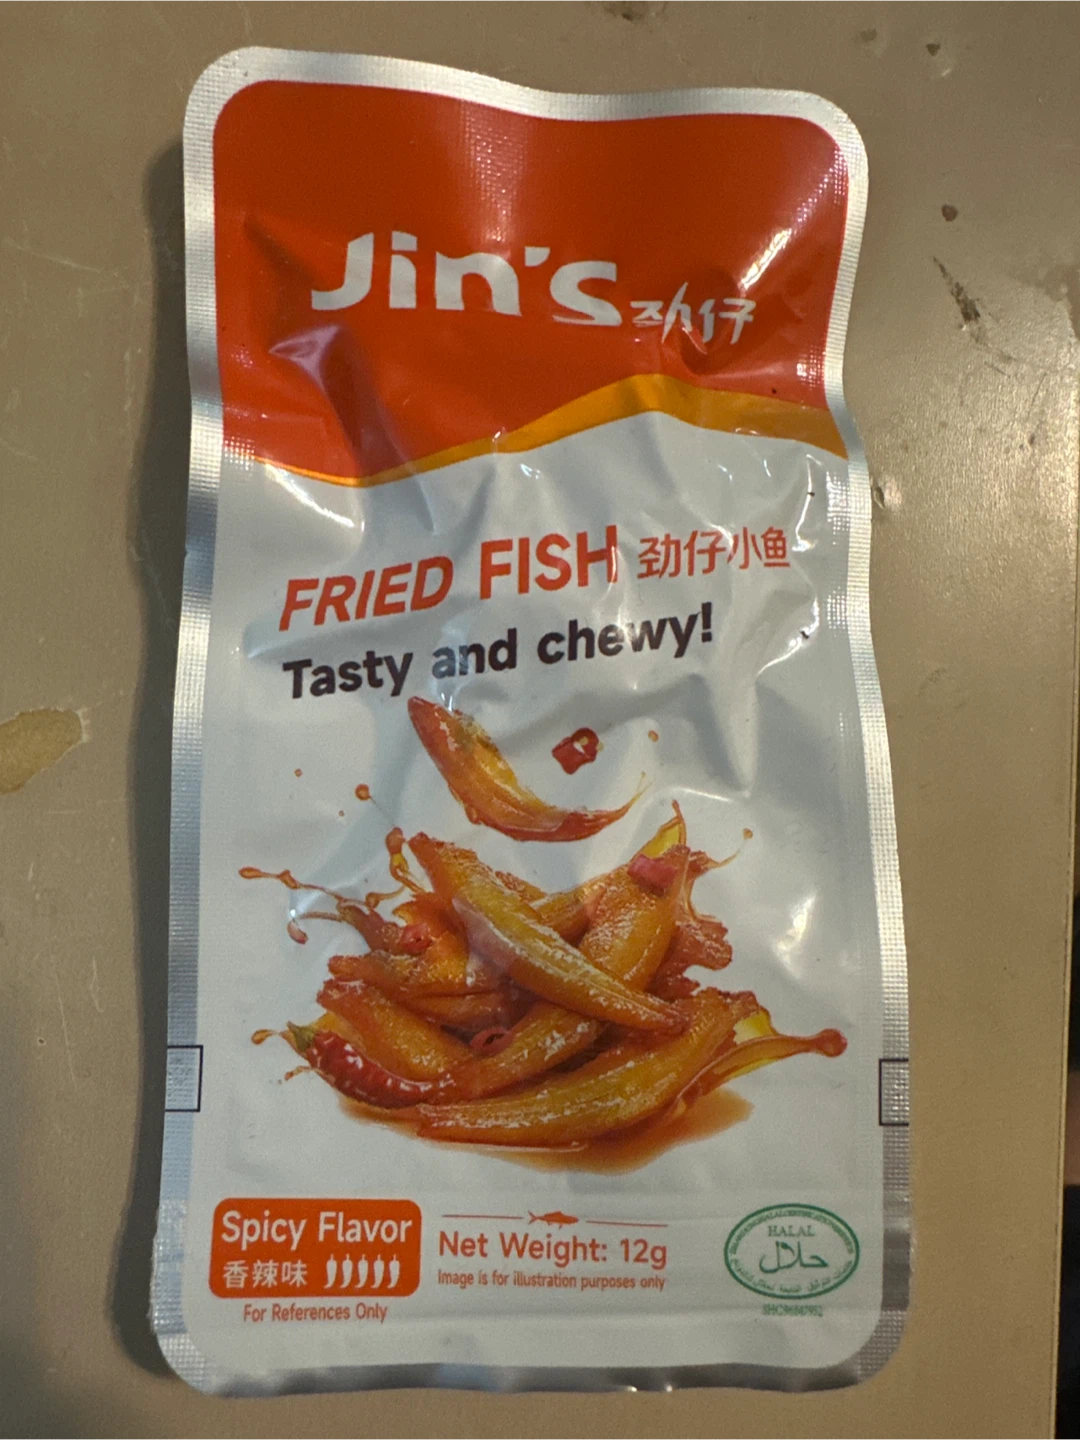 Jin's 劲仔
FRIED FISH 劲仔小鱼
Tasty and chewy!
Spicy Flavor
香辣味
For References Only
Net Weight: 12g
Image is for illustration purposes only
HALAL
حلال